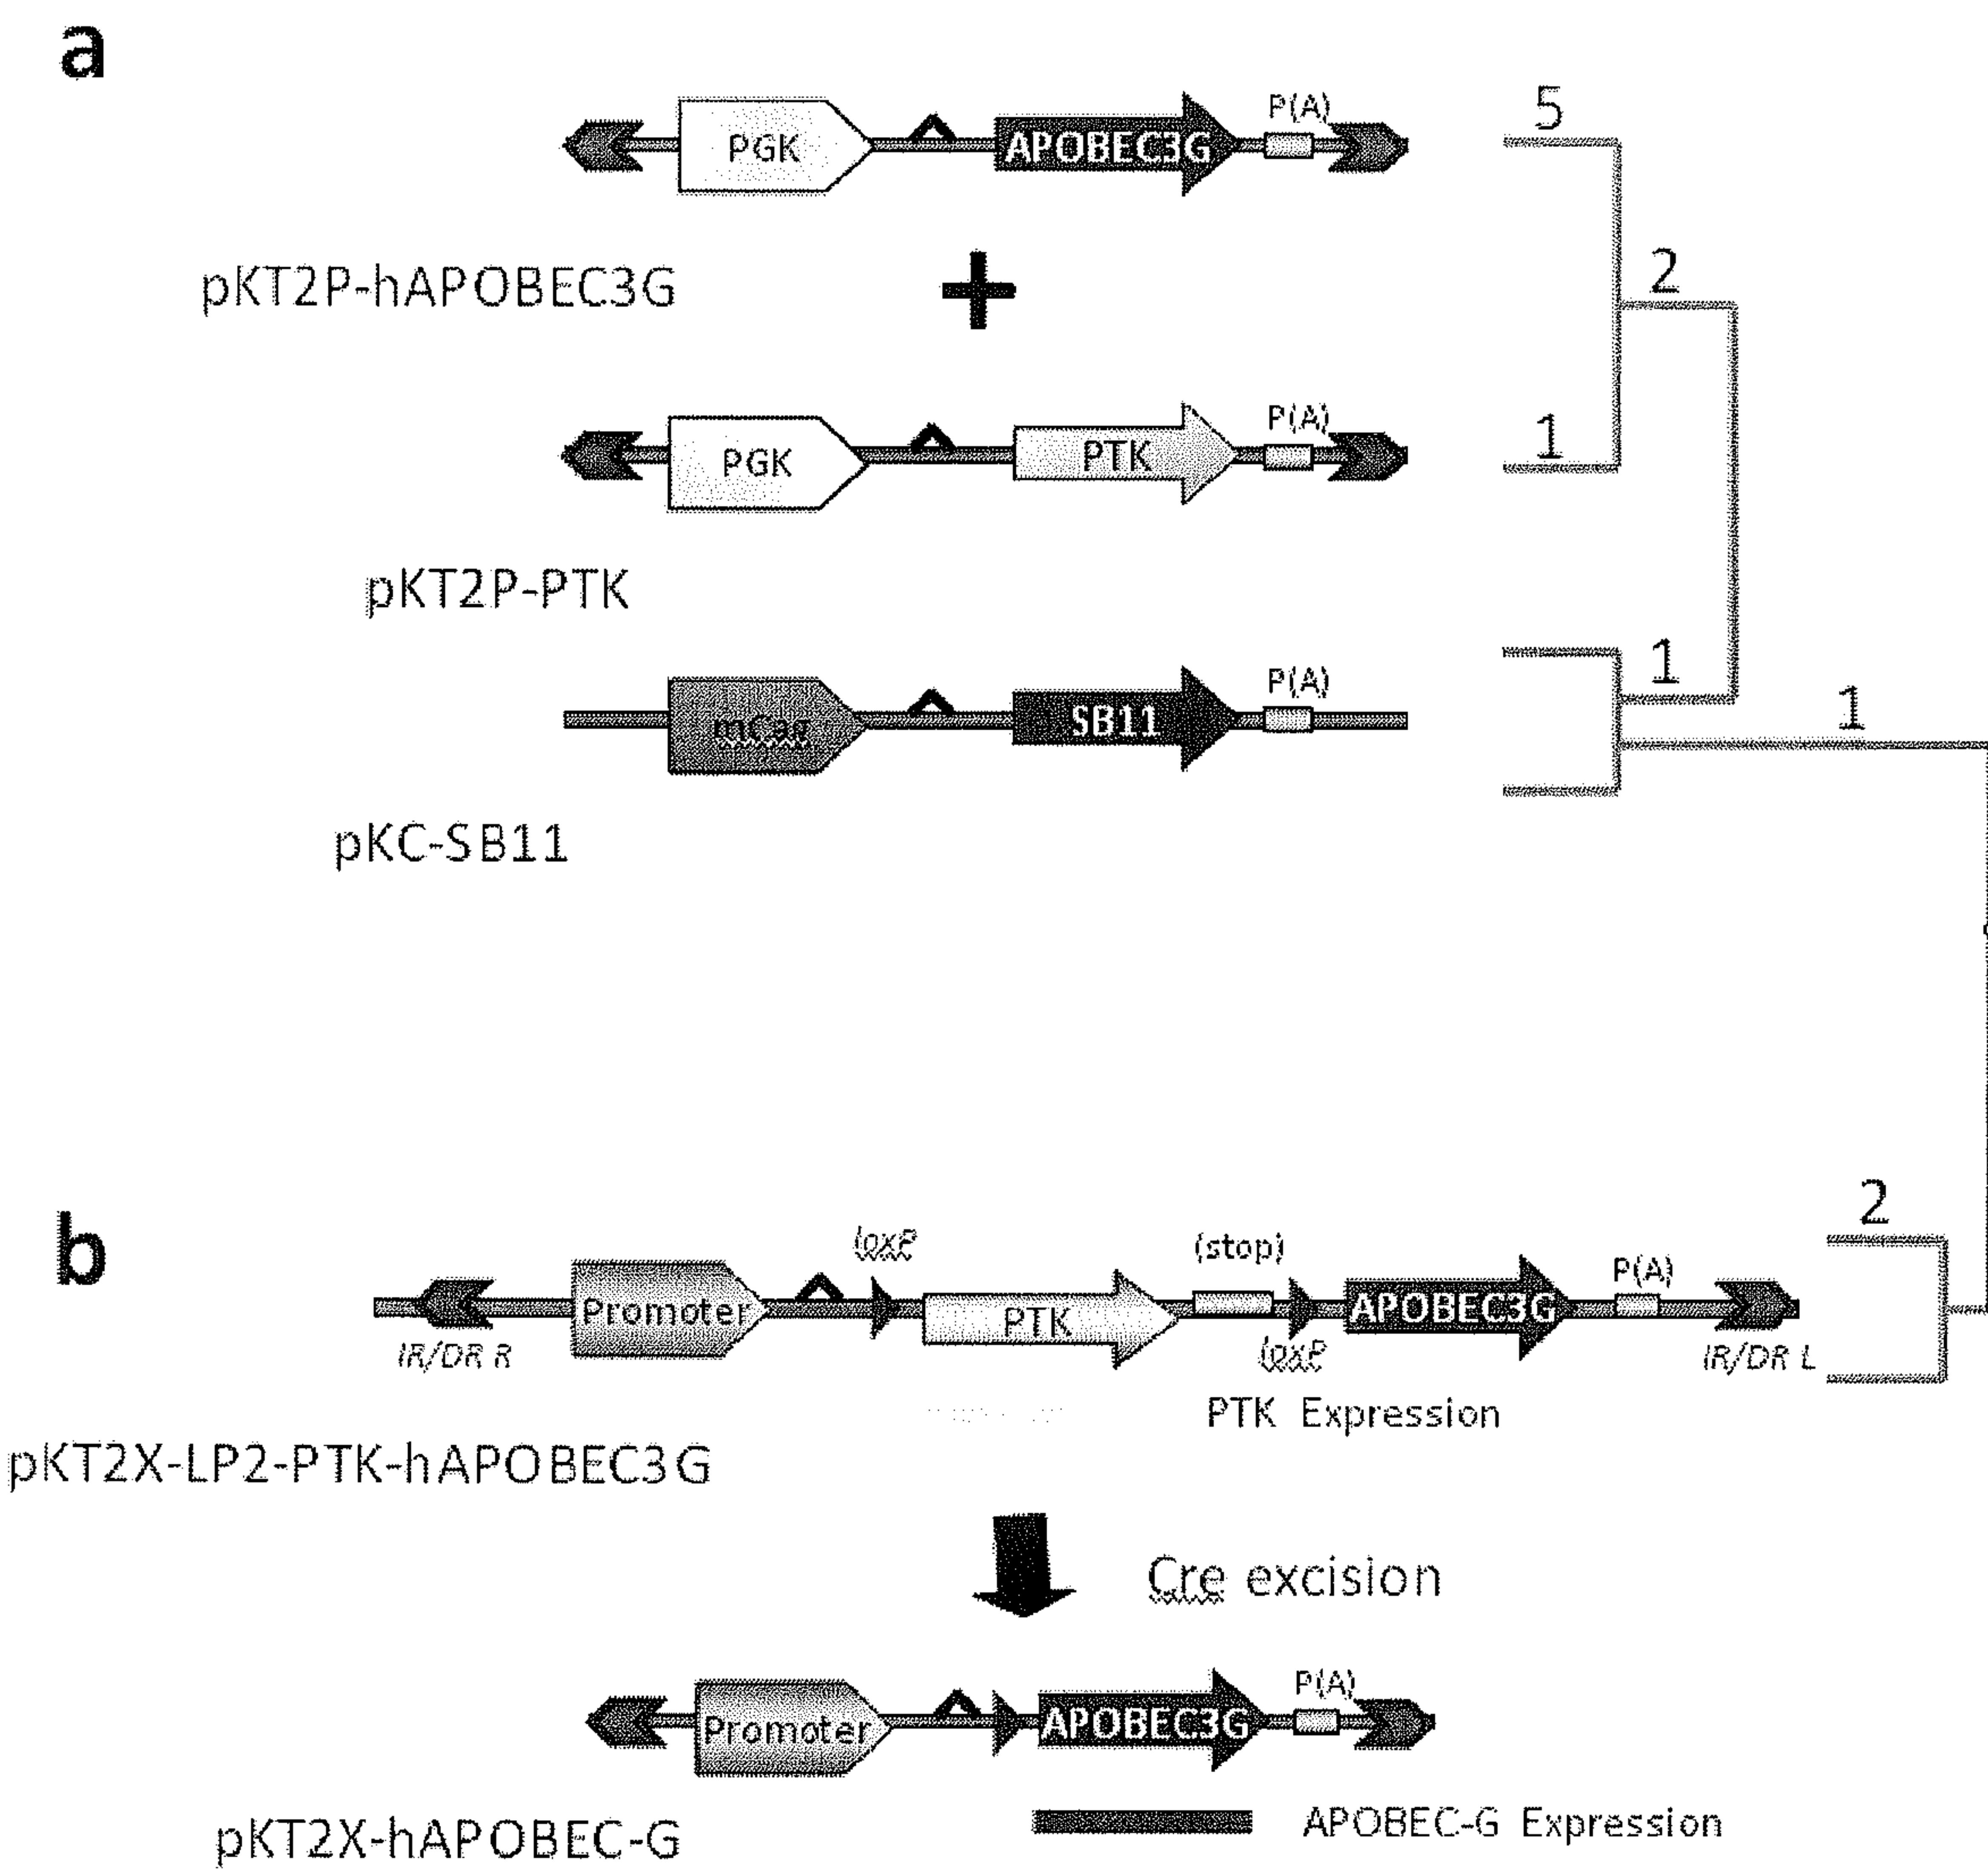 a
PGK
APOBEC3G
P(A)
5
pKT2P-hAPOBEC3G
+
2
PGK
PTK
P(A)
1
pKT2P-PTK
mCag
SB11
P(A)
1
1
pKC-SB11
b
2
Promoter
loxP
PTK
(stop)
loxP
APOBEC3G
P(A)
IR/DR R
IR/DR L
PTK Expression
pKT2X-LP2-PTK-hAPOBEC3G
Cre excision
Promoter
APOBEC3G
P(A)
pKT2X-hAPOBEC-G
APOBEC-G Expression